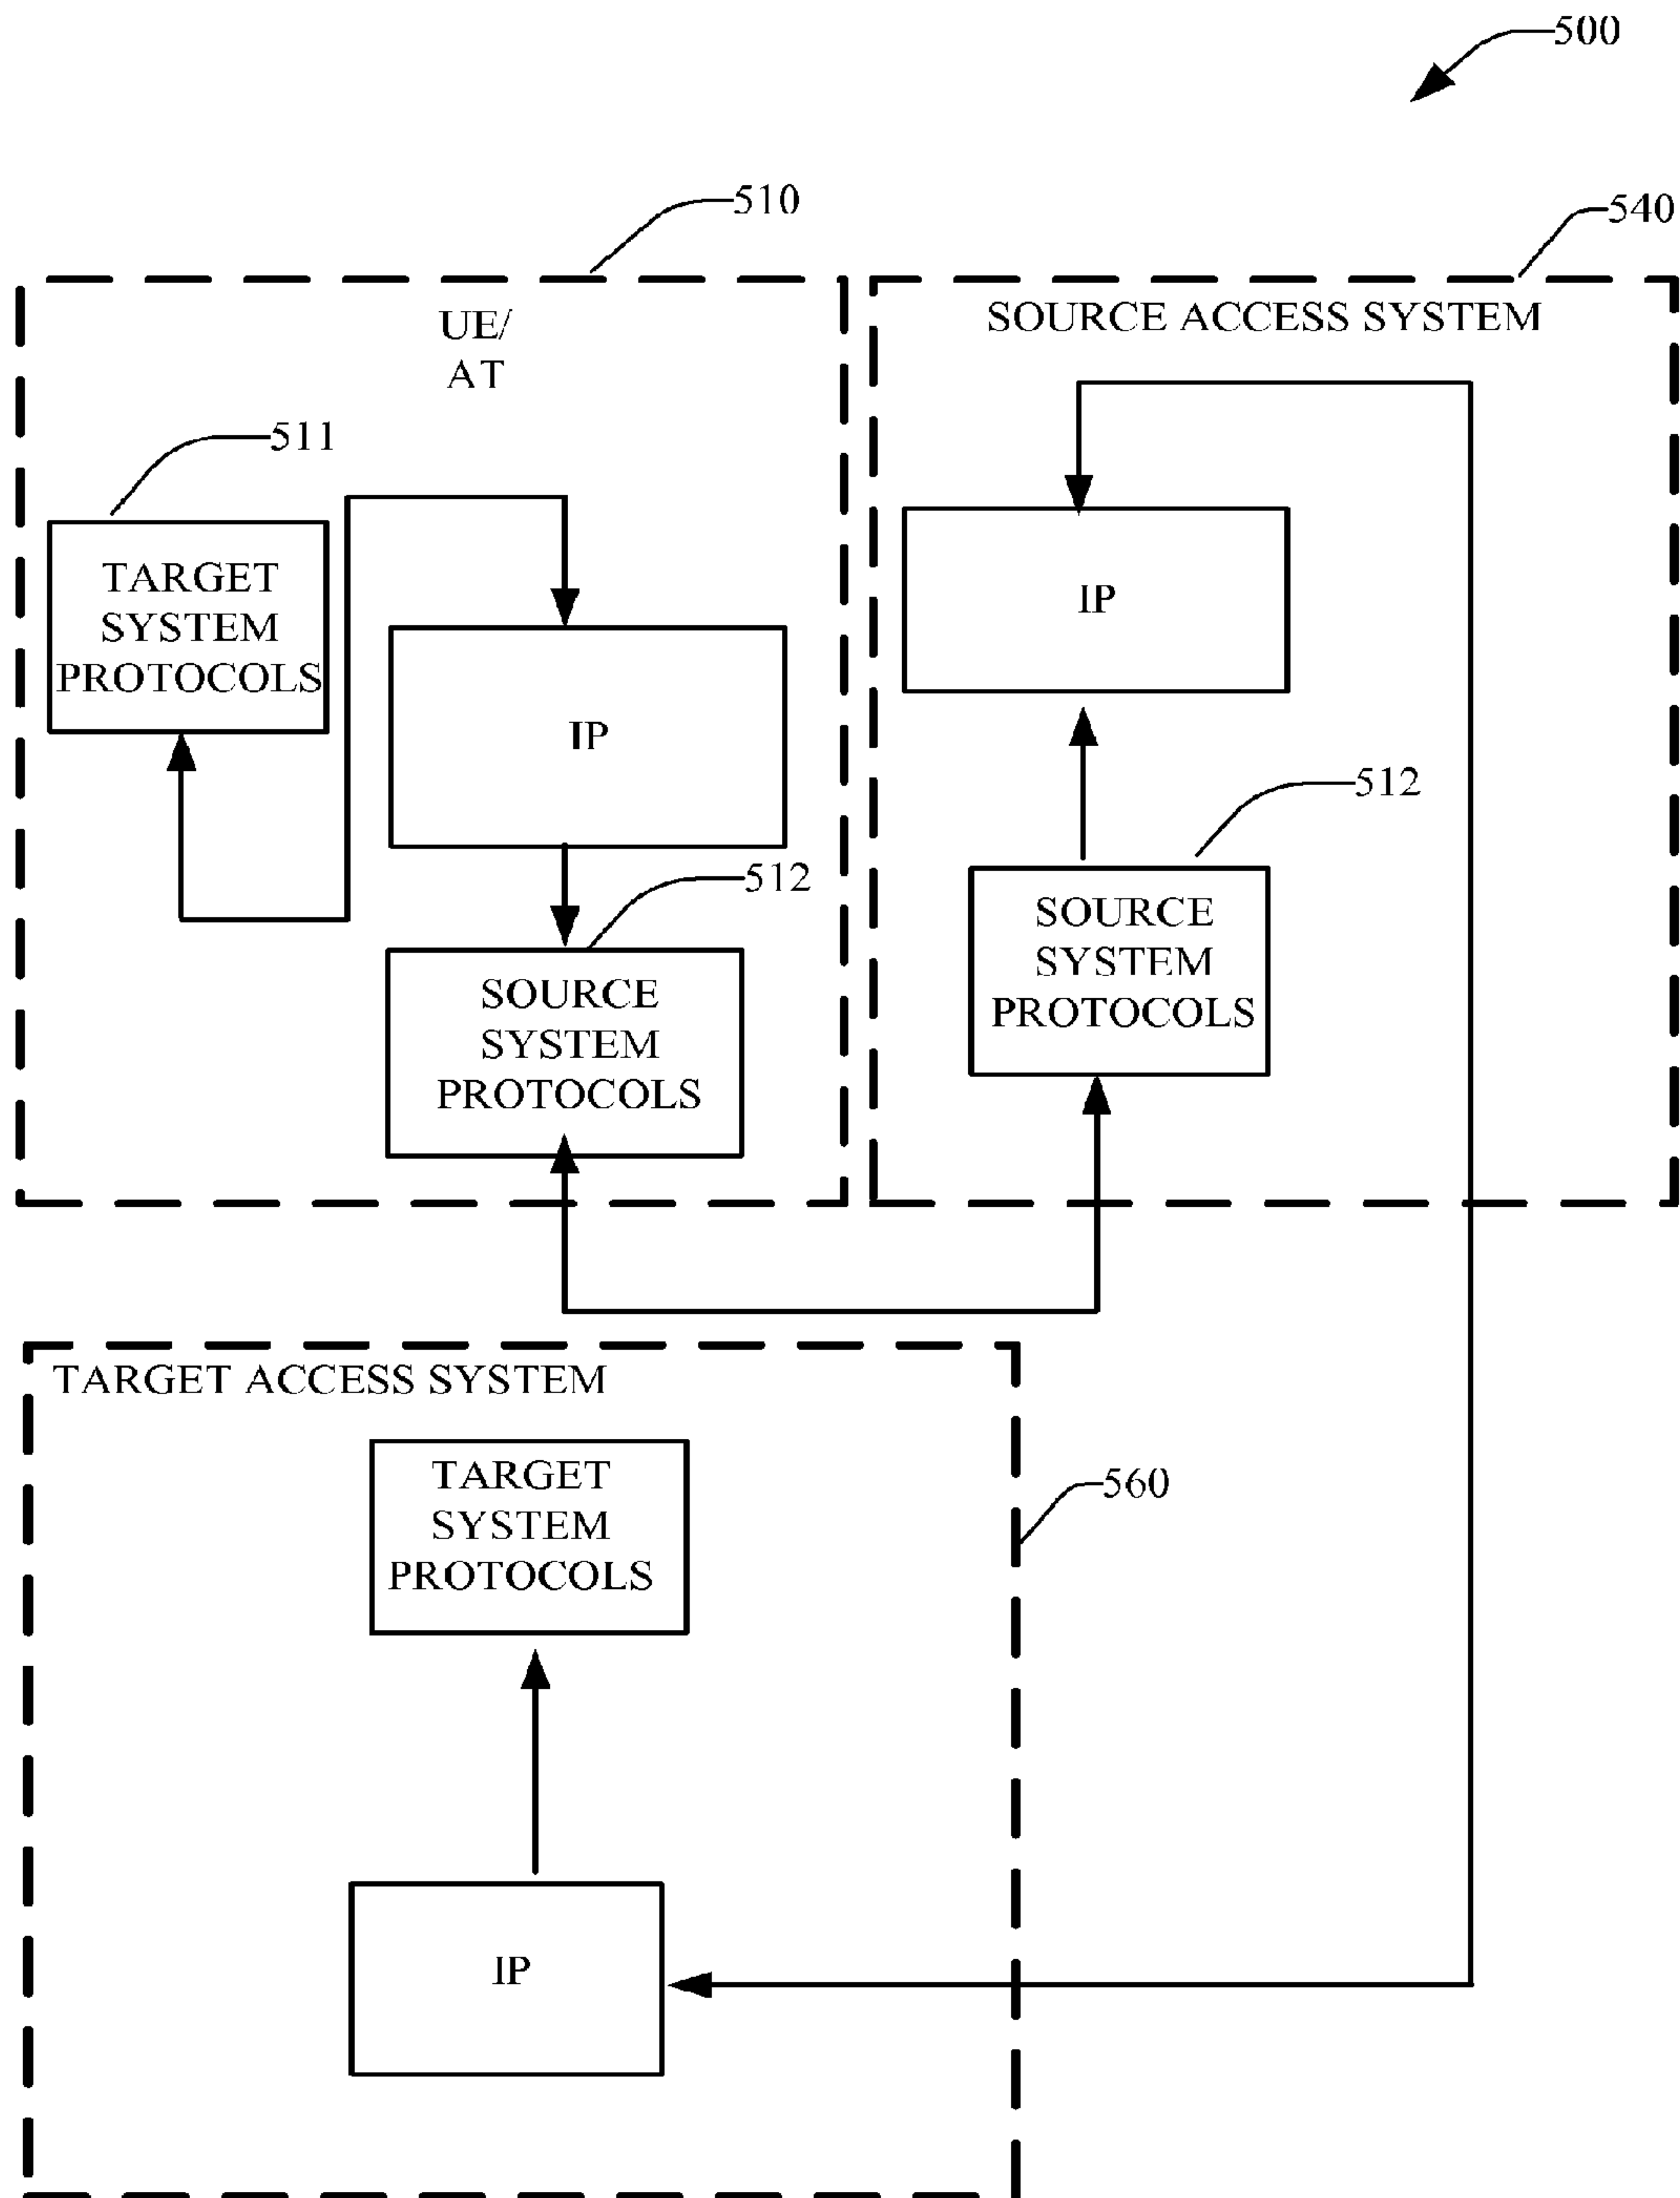 500
510
540
UE/
AT
SOURCE ACCESS SYSTEM
511
TARGET
SYSTEM
PROTOCOLS
IP
IP
512
512
SOURCE
SYSTEM
PROTOCOLS
SOURCE
SYSTEM
PROTOCOLS
TARGET ACCESS SYSTEM
TARGET
SYSTEM
PROTOCOLS
560
IP